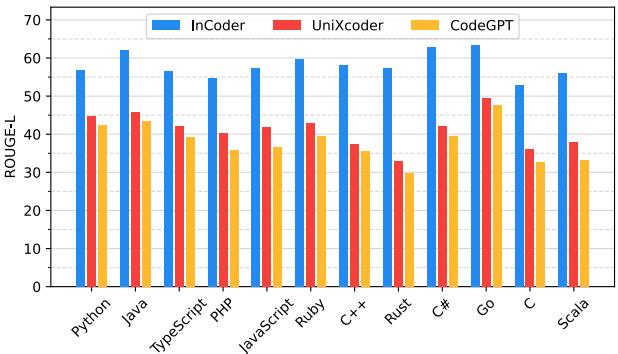 InCoder UniXcoder CodeGPT
ROUGE-L
70
60
50
40
30
20
10
0
Python Java TypeScript PHP JavaScript Ruby C++ Rust C# Go C Scala